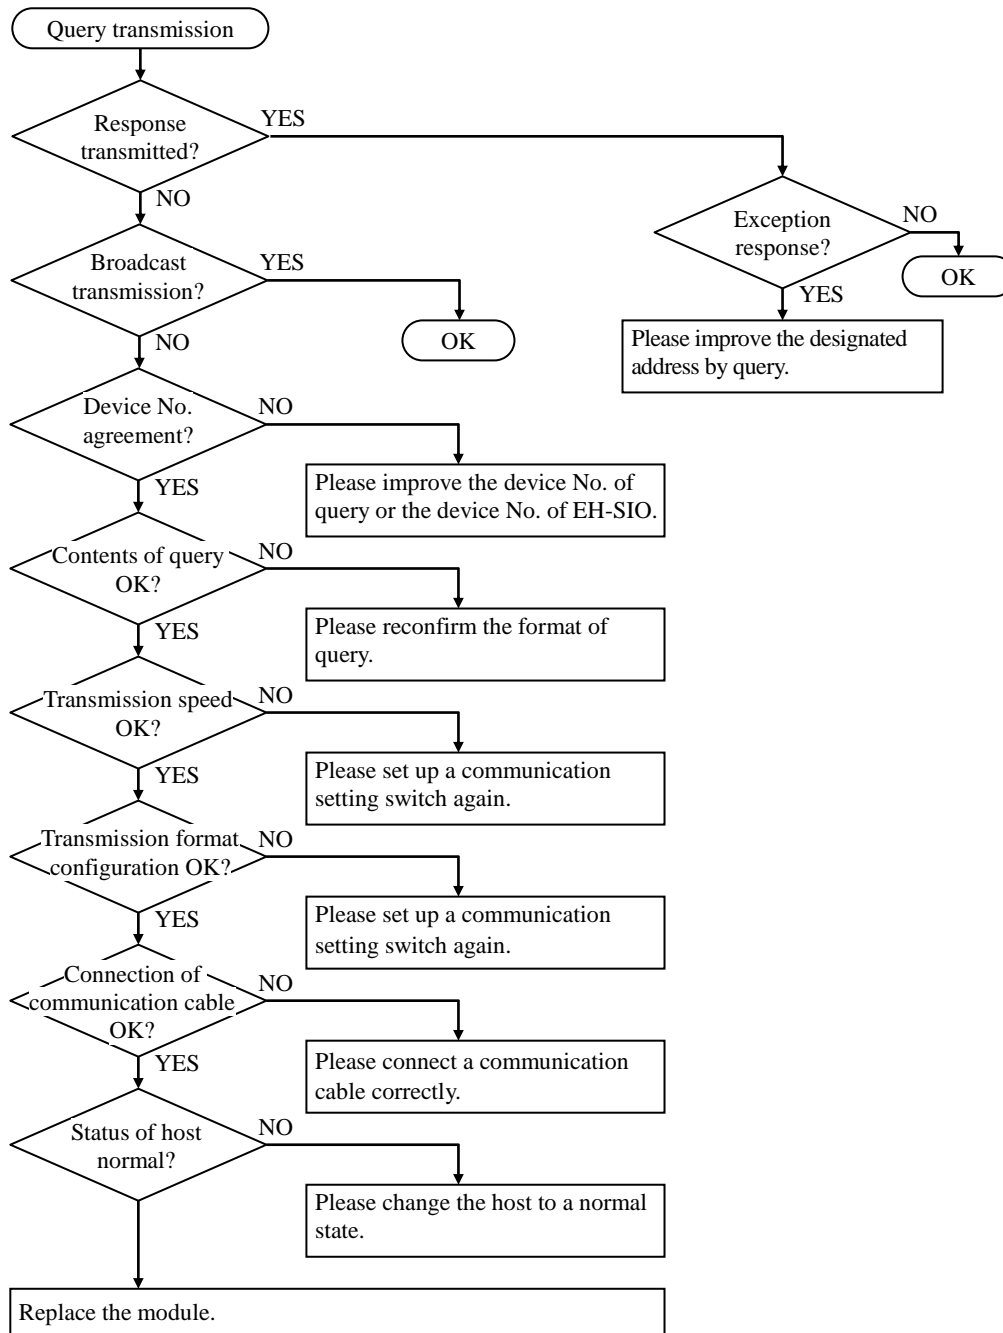 Query transmission
Response
transmitted?
YES
NO
Exception
response?
NO
OK
YES
Please improve the designated
address by query.
Broadcast
transmission?
YES
OK
NO
Device No.
agreement?
NO
Please improve the device No. of
query or the device No. of EH-SIO.
YES
Contents of query
OK?
NO
Please reconfirm the format of
query.
YES
Transmission speed
OK?
NO
Please set up a communication
setting switch again.
YES
Transmission format
configuration OK?
NO
Please set up a communication
setting switch again.
YES
Connection of
communication cable
OK?
NO
Please connect a communication
cable correctly.
YES
Status of host
normal?
NO
Please change the host to a normal
state.
Replace the module.